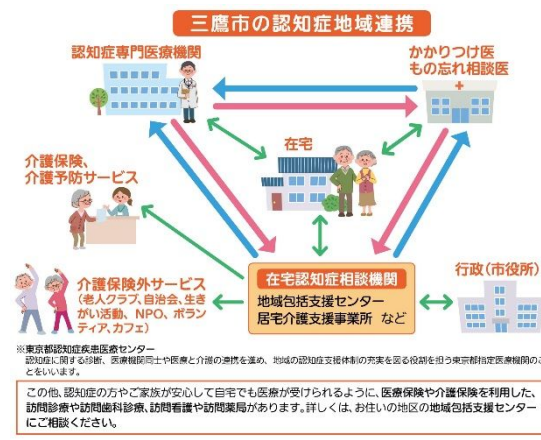 三鷹市の認知症地域連携
認知症専門医療機関
かかりつけ医
もの忘れ相談医
在宅
介護保険、
介護予防サービス
在宅認知症相談機関
地域包括支援センター
居宅介護支援事業所 など
介護保険外サービス
(老人クラブ、自治会、生き
がい活動、NPO、ボラン
ティア、カフェ)
行政(市役所)
※東京都認知症疾患医療センター
認知症に関する診断、医療機関同士や医療と介護の連携を進め、地域の認知症支援体制の充実を図る役割を担う東京都指定医療機関のこ
とをいいます。
この他、認知症の方やご家族が安心して自宅でも医療が受けられるように、医療保険や介護保険を利用した、
訪問診療や訪問歯科診療、訪問看護や訪問薬局があります。詳しくは、お住いの地区の地域包括支援センター
にご相談ください。